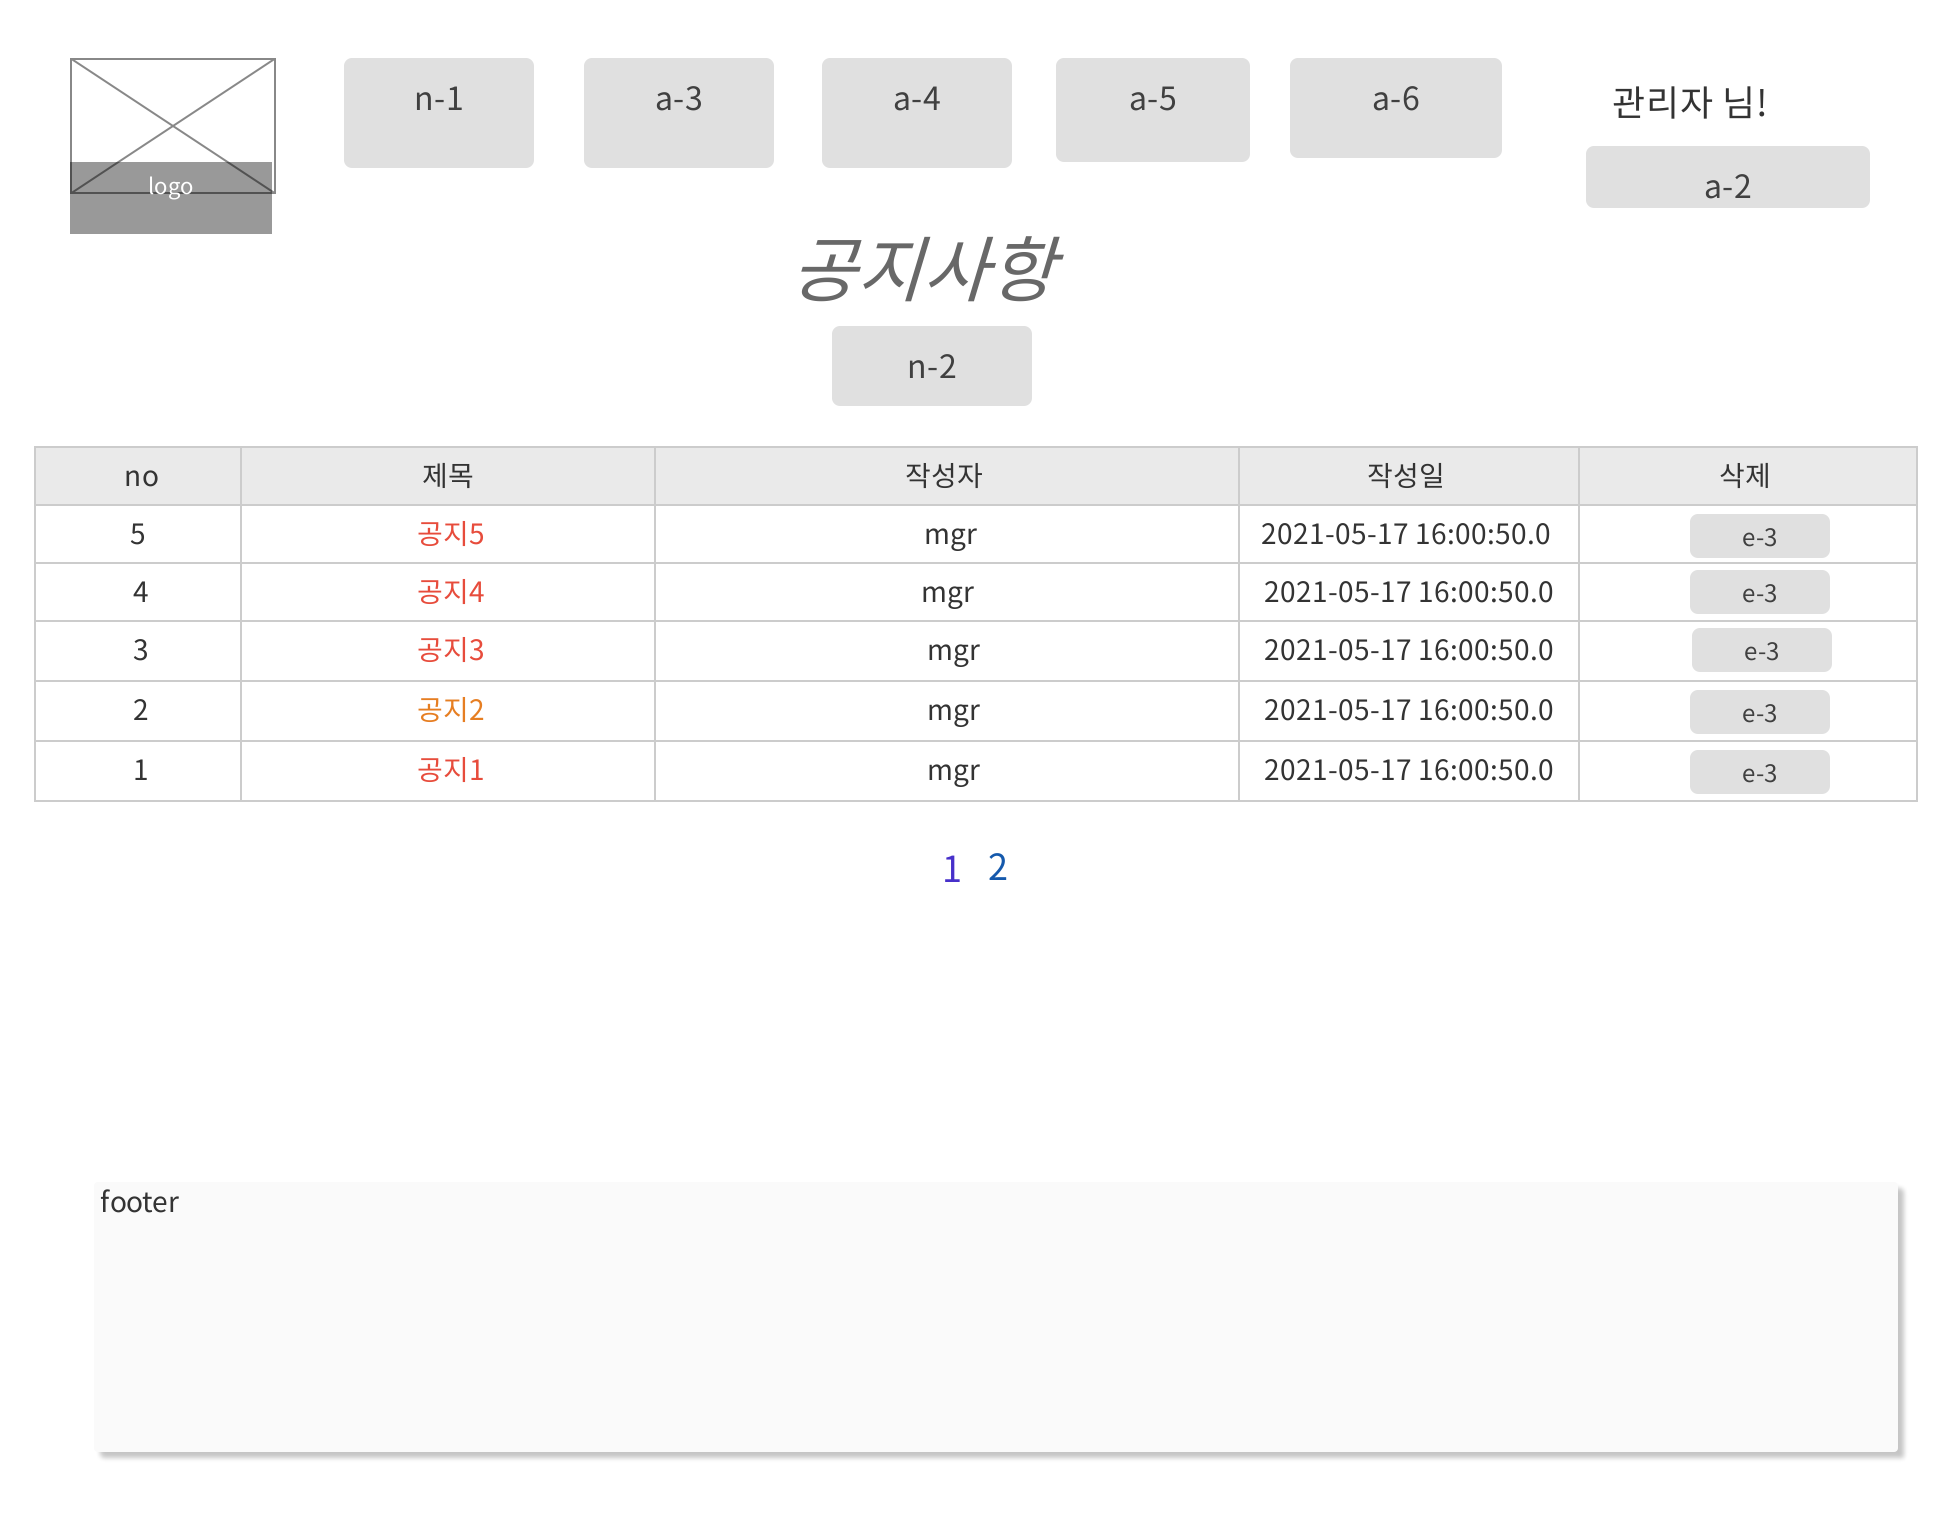 n-1 a-3 a-4 a-5 a-6 관리자 님!
logo a-2
공지사항
n-2
no 제목 작성자 작성일 삭제
5 공지5 mgr 2021-05-17 16:00:50.0 e-3
4 공지4 mgr 2021-05-17 16:00:50.0 e-3
3 공지3 mgr 2021-05-17 16:00:50.0 e-3
2 공지2 mgr 2021-05-17 16:00:50.0 e-3
1 공지1 mgr 2021-05-17 16:00:50.0 e-3
1 2
footer